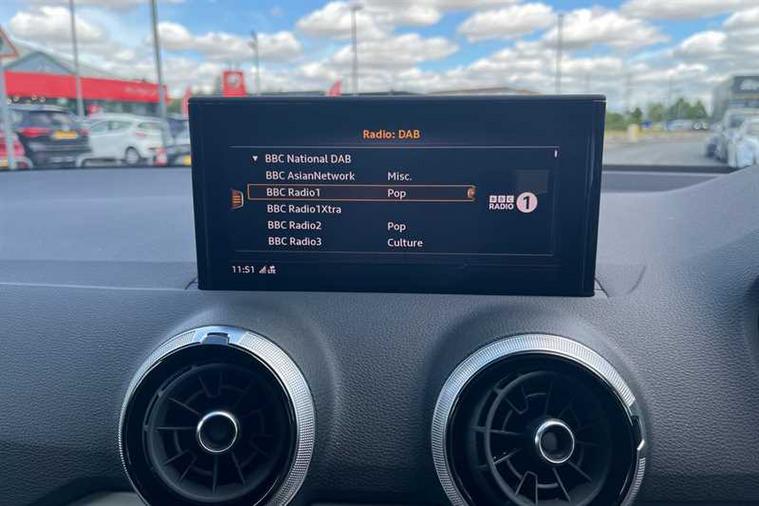 Radio: DAB
BBC National DAB
BBC AsianNetwork Misc.
BBC Radio1 Pop
BBC Radio1Xtra
BBC Radio2 Pop
BBC Radio3 Culture
BBC
RADIO 1
11:51 LTE